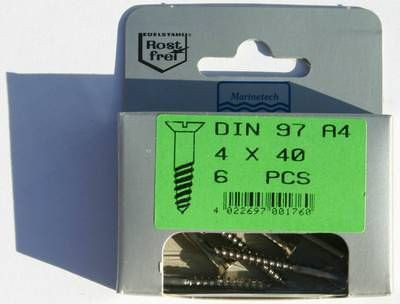 EDELSTAHL
Rost
frei
Marinetech
DIN 97 A4
4 X 40
6 PCS
4 022697 001760